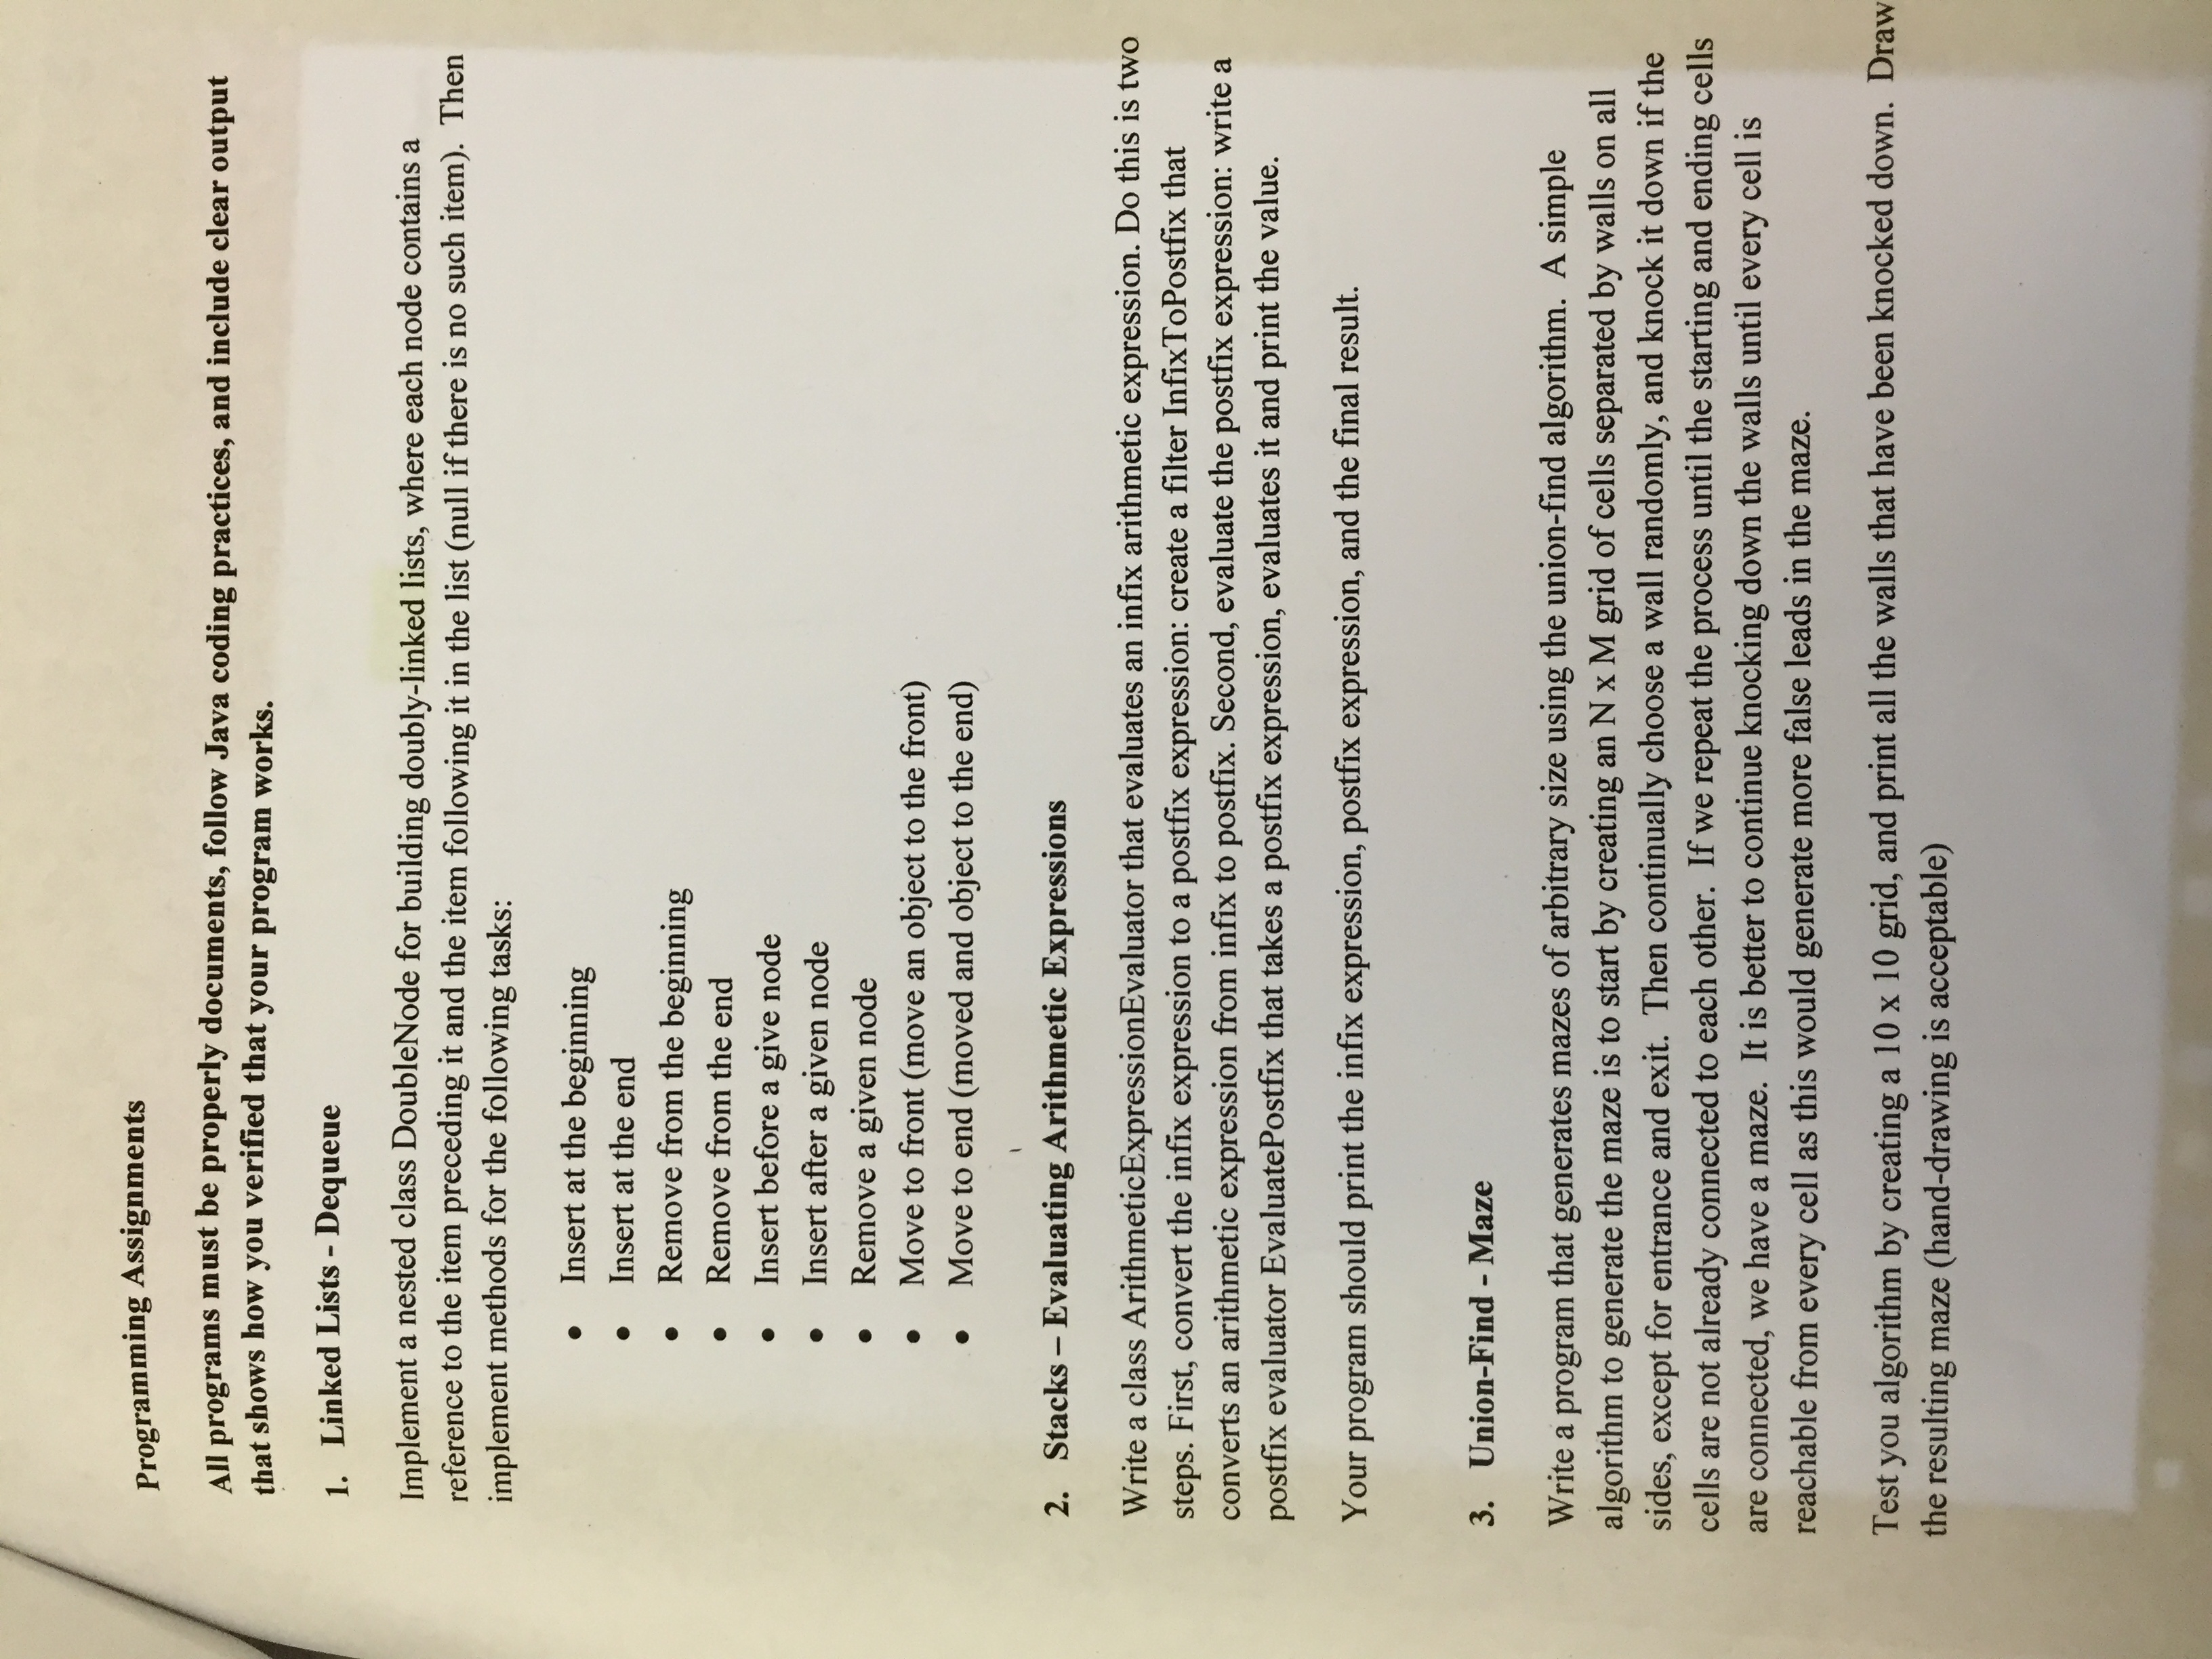 Programming Assignments
All programs must be properly documents, follow Java coding practices, and include clear output
that shows how you verified that your program works.
1. Linked Lists - Dequeue
Implement a nested class DoubleNode for building doubly-linked lists, where each node contains a
reference to the item preceding it and the item following it in the list (null if there is no such item). Then
implement methods for the following tasks:
• Insert at the beginning
• Insert at the end
• Remove from the beginning
• Remove from the end
• Insert before a give node
• Insert after a given node
• Remove a given node
• Move to front (move an object to the front)
• Move to end (moved and object to the end)
2. Stacks – Evaluating Arithmetic Expressions
Write a class ArithmeticExpressionEvaluator that evaluates an infix arithmetic expression. Do this is two
steps. First, convert the infix expression to a postfix expression: create a filter InfixToPostfix that
converts an arithmetic expression from infix to postfix. Second, evaluate the postfix expression: write a
postfix evaluator EvaluatePostfix that takes a postfix expression, evaluates it and print the value.
Your program should print the infix expression, postfix expression, and the final result.
3. Union-Find - Maze
Write a program that generates mazes of arbitrary size using the union-find algorithm. A simple
algorithm to generate the maze is to start by creating an N x M grid of cells separated by walls on all
sides, except for entrance and exit. Then continually choose a wall randomly, and knock it down if the
cells are not already connected to each other. If we repeat the process until the starting and ending cells
are connected, we have a maze. It is better to continue knocking down the walls until every cell is
reachable from every cell as this would generate more false leads in the maze.
Test you algorithm by creating a 10 x 10 grid, and print all the walls that have been knocked down. Draw
the resulting maze (hand-drawing is acceptable)